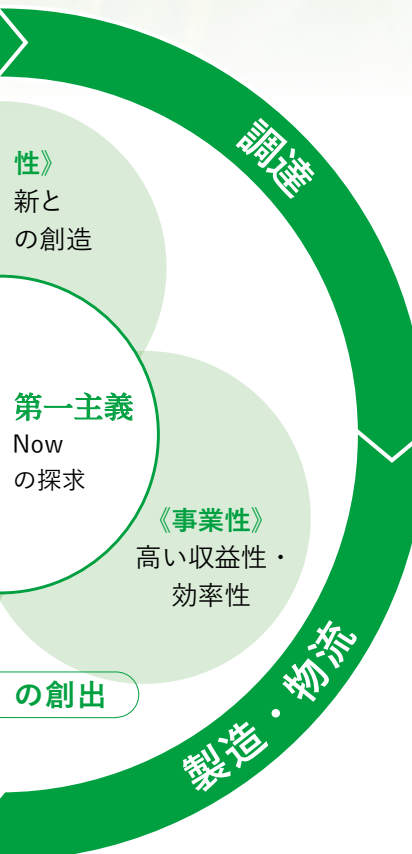 調達
性》
新と
の創造
第一主義
Now
の探求
《事業性》
高い収益性・
効率性
の創出
製造・物流